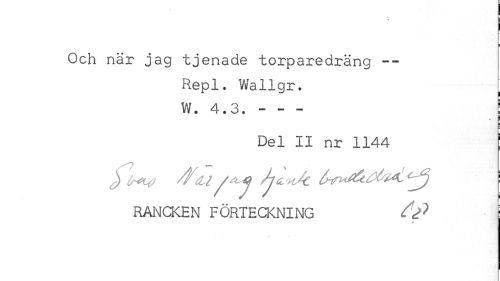 Och när jag tjenade torparedräng --
Repl. Wallgr.
W. 4.3. - - -
Del II nr 1144
Svas När jag tjänte bondedräng
RANCKEN FÖRTECKNING (?)